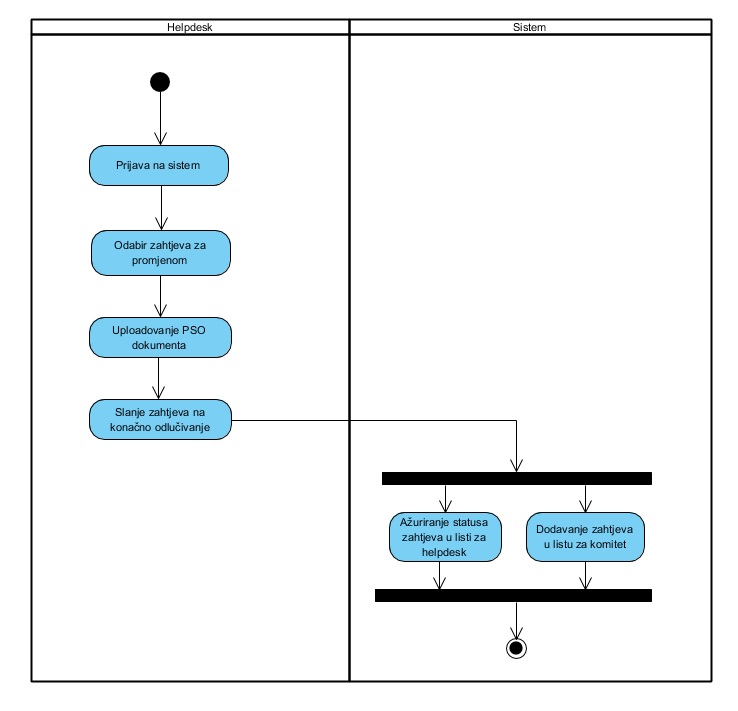 Helpdesk
Sistem
Prijava na sistem
Odabir zahtjeva za
promjenom
Uploadovanje PSO
dokumenta
Slanje zahtjeva na
konačno odlučivanje
Ažuriranje statusa
zahtjeva u listi za
helpdesk
Dodavanje zahtjeva
u listu za komitet